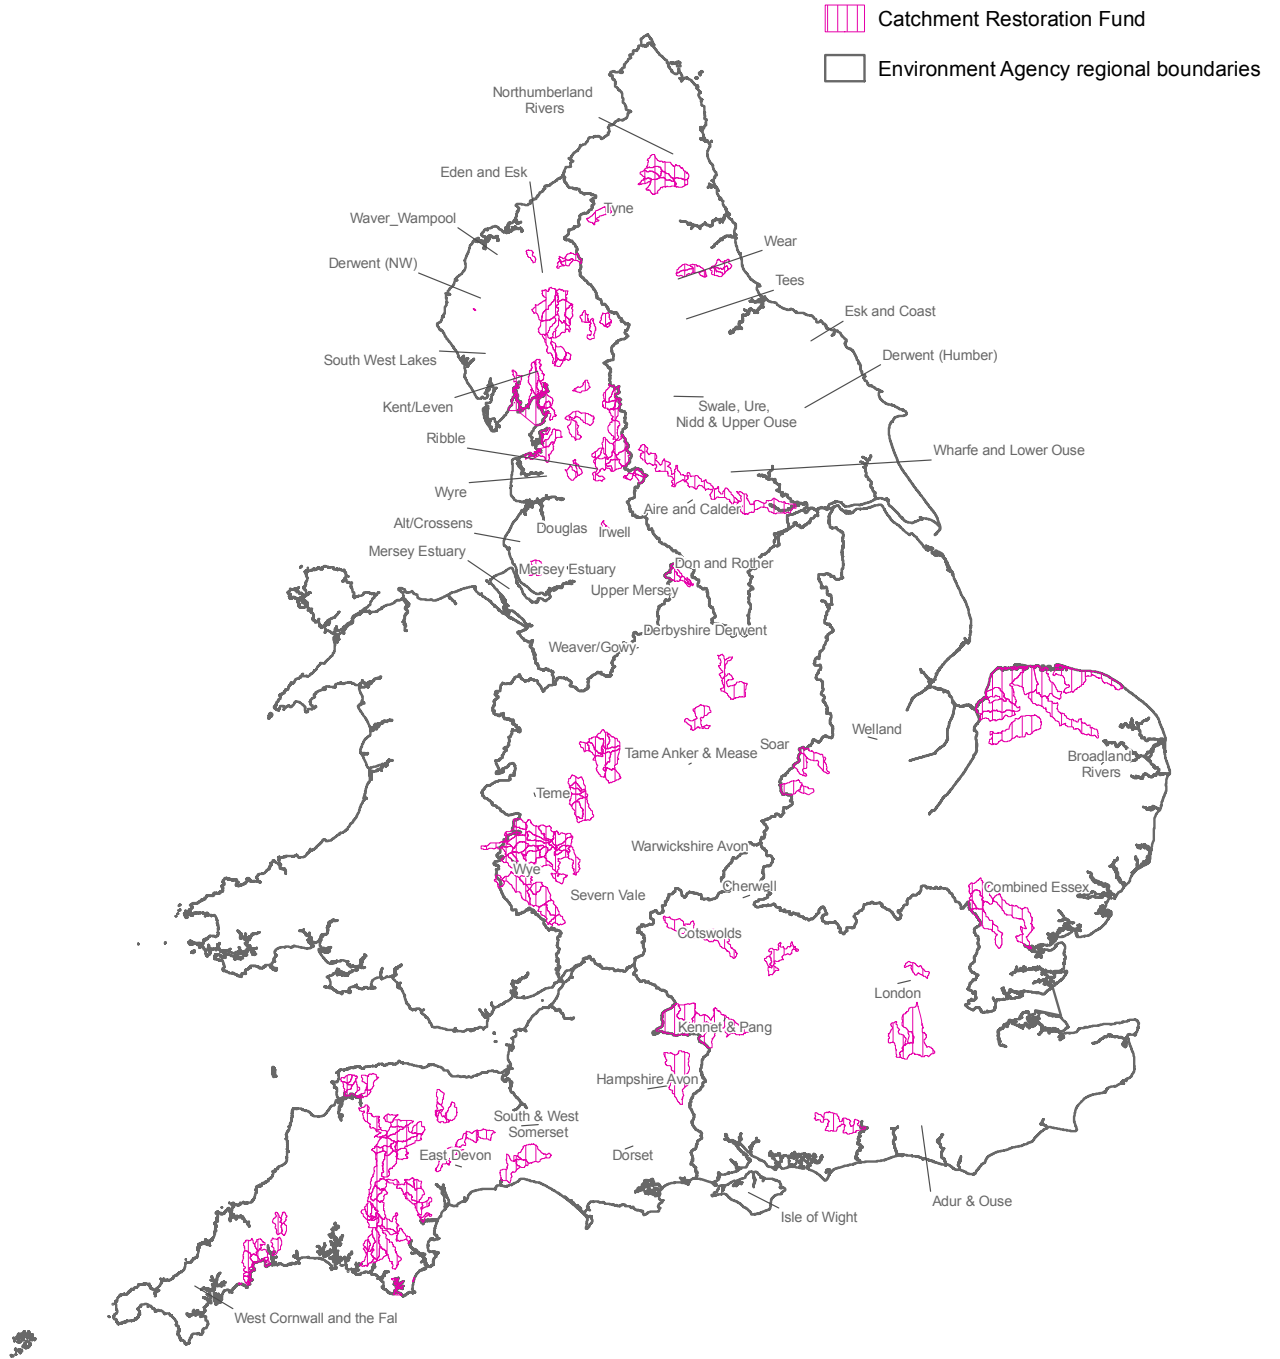 Catchment Restoration Fund
Environment Agency regional boundaries
Northumberland
Rivers
Eden and Esk
Tyne
Waver_Wampool
Wear
Derwent (NW)
Tees
Esk and Coast
South West Lakes
Derwent (Humber)
Kent/Leven
Swale, Ure,
Nidd & Upper Ouse
Ribble
Wharfe and Lower Ouse
Wyre
Aire and Calder
Alt/Crossens
Douglas
Irwell
Mersey Estuary
Mersey Estuary
Don and Rother
Upper Mersey
Derbyshire Derwent
Weaver/Gowy
Welland
Soar
Tame Anker & Mease
Broadland
Rivers
Teme
Warwickshire Avon
Wye
Cherwell
Combined Essex
Severn Vale
Cotswolds
London
Kennet & Pang
Hampshire Avon
South & West
Somerset
East Devon
Dorset
Adur & Ouse
Isle of Wight
West Cornwall and the Fal